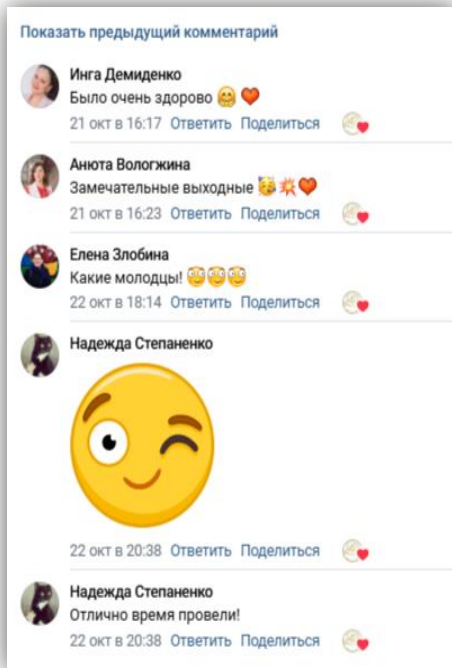 Показать предыдущий комментарий
Инга Демиденко
Было очень здорово 🤗 ❤️
21 окт в 16:17 Ответить Поделиться
Анюта Вологжина
Замечательные выходные 🥳💥❤️
21 окт в 16:23 Ответить Поделиться
Елена Злобина
Какие молодцы! 😇😇😇
22 окт в 18:14 Ответить Поделиться
Надежда Степаненко
22 окт в 20:38 Ответить Поделиться
Надежда Степаненко
Отлично время провели!
22 окт в 20:38 Ответить Поделиться